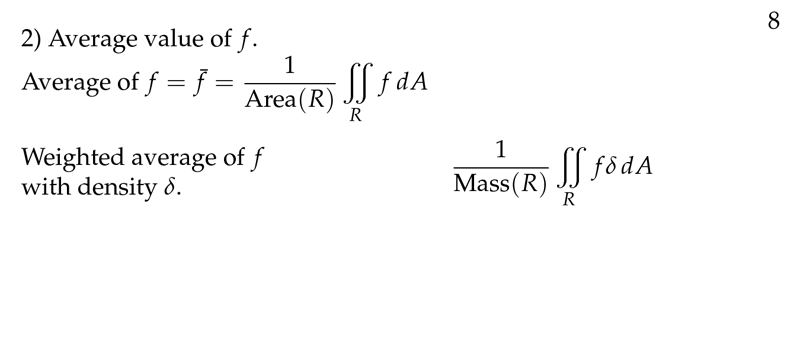 8
2) Average value of f.
Average of f = f̄ = 1/Area(R) ∬_R f dA
Weighted average of f
with density δ. 1/Mass(R) ∬_R fδ dA